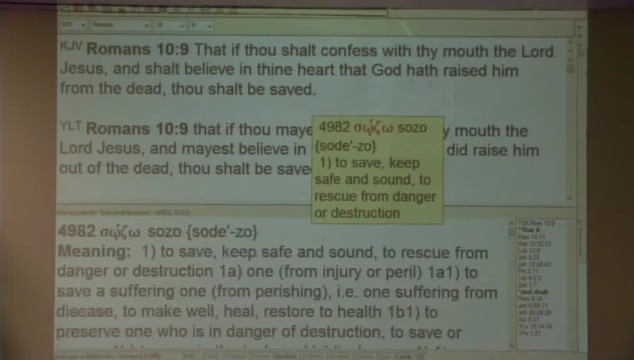 KJV Romans 10:9 That if thou shalt confess with thy mouth the Lord
Jesus, and shalt believe in thine heart that God hath raised him
from the dead, thou shalt be saved.
YLT Romans 10:9 that if thou maye
y mouth the
Lord Jesus, and mayest believe in
did raise him
out of the dead, thou shalt be save
4982 σῴζω sozo
{sode'-zo}
1) to save, keep
safe and sound, to
rescue from danger
or destruction
4982 σῴζω sozo {sode'-zo}
Meaning: 1) to save, keep safe and sound, to rescue from
danger or destruction 1a) one (from injury or peril) 1a1) to
save a suffering one (from perishing), i.e. one suffering from
disease, to make well, heal, restore to health 1b1) to
preserve one who is in danger of destruction, to save or